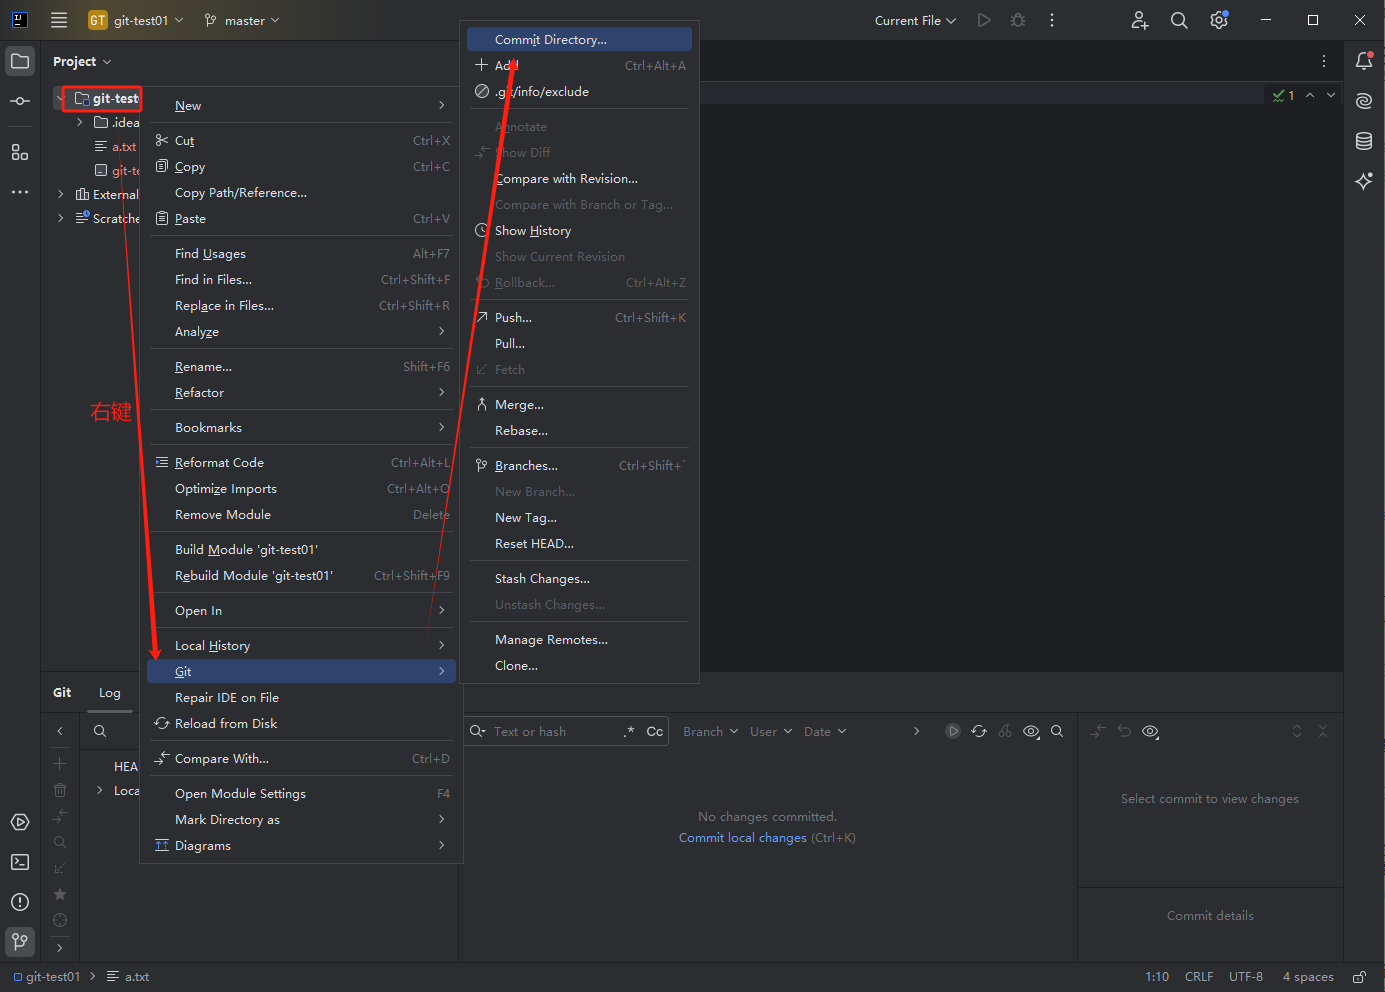 GT git-test01
master
Current File
Project
git-test
.idea
a.txt
git-te
External
Scratche
右键
New
Cut Ctrl+X
Copy Ctrl+C
Copy Path/Reference...
Paste Ctrl+V
Find Usages Alt+F7
Find in Files... Ctrl+Shift+F
Replace in Files... Ctrl+Shift+R
Analyze
Rename... Shift+F6
Refactor
Bookmarks
Reformat Code Ctrl+Alt+L
Optimize Imports Ctrl+Alt+O
Remove Module Delete
Build Module 'git-test01'
Rebuild Module 'git-test01' Ctrl+Shift+F9
Open In
Local History
Git
Repair IDE on File
Reload from Disk
Compare With... Ctrl+D
Open Module Settings F4
Mark Directory as
Diagrams
Commit Directory...
Add Ctrl+Alt+A
.git/info/exclude
Annotate
Show Diff
Compare with Revision...
Compare with Branch or Tag...
Show History
Show Current Revision
Rollback... Ctrl+Alt+Z
Push... Ctrl+Shift+K
Pull...
Fetch
Merge...
Rebase...
Branches... Ctrl+Shift+`
New Branch...
New Tag...
Reset HEAD...
Stash Changes...
Unstash Changes...
Manage Remotes...
Clone...
1
Git Log
HEA
Loca
Text or hash .* Cc Branch User Date
No changes committed.
Commit local changes (Ctrl+K)
Select commit to view changes
Commit details
git-test01 > a.txt
1:10 CRLF UTF-8 4 spaces